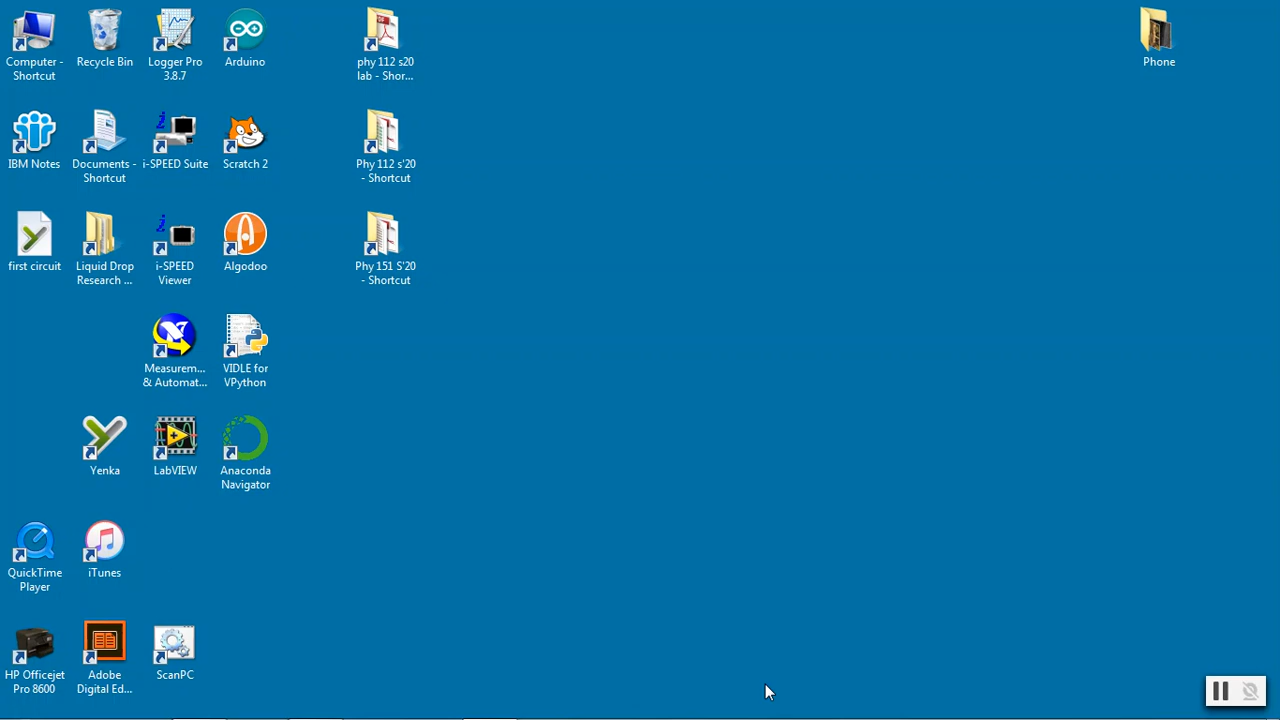 Computer -
Shortcut
Recycle Bin
Logger Pro
3.8.7
Arduino
phy 112 s20
lab - Shor...
Phone
IBM Notes
Documents -
Shortcut
i-SPEED Suite
Scratch 2
Phy 112 s'20
- Shortcut
first circuit
Liquid Drop
Research ...
i-SPEED
Viewer
Algodoo
Phy 151 S'20
- Shortcut
Measurem...
& Automat...
VIDLE for
VPython
Yenka
LabVIEW
Anaconda
Navigator
QuickTime
Player
iTunes
HP Officejet
Pro 8600
Adobe
Digital Ed...
ScanPC